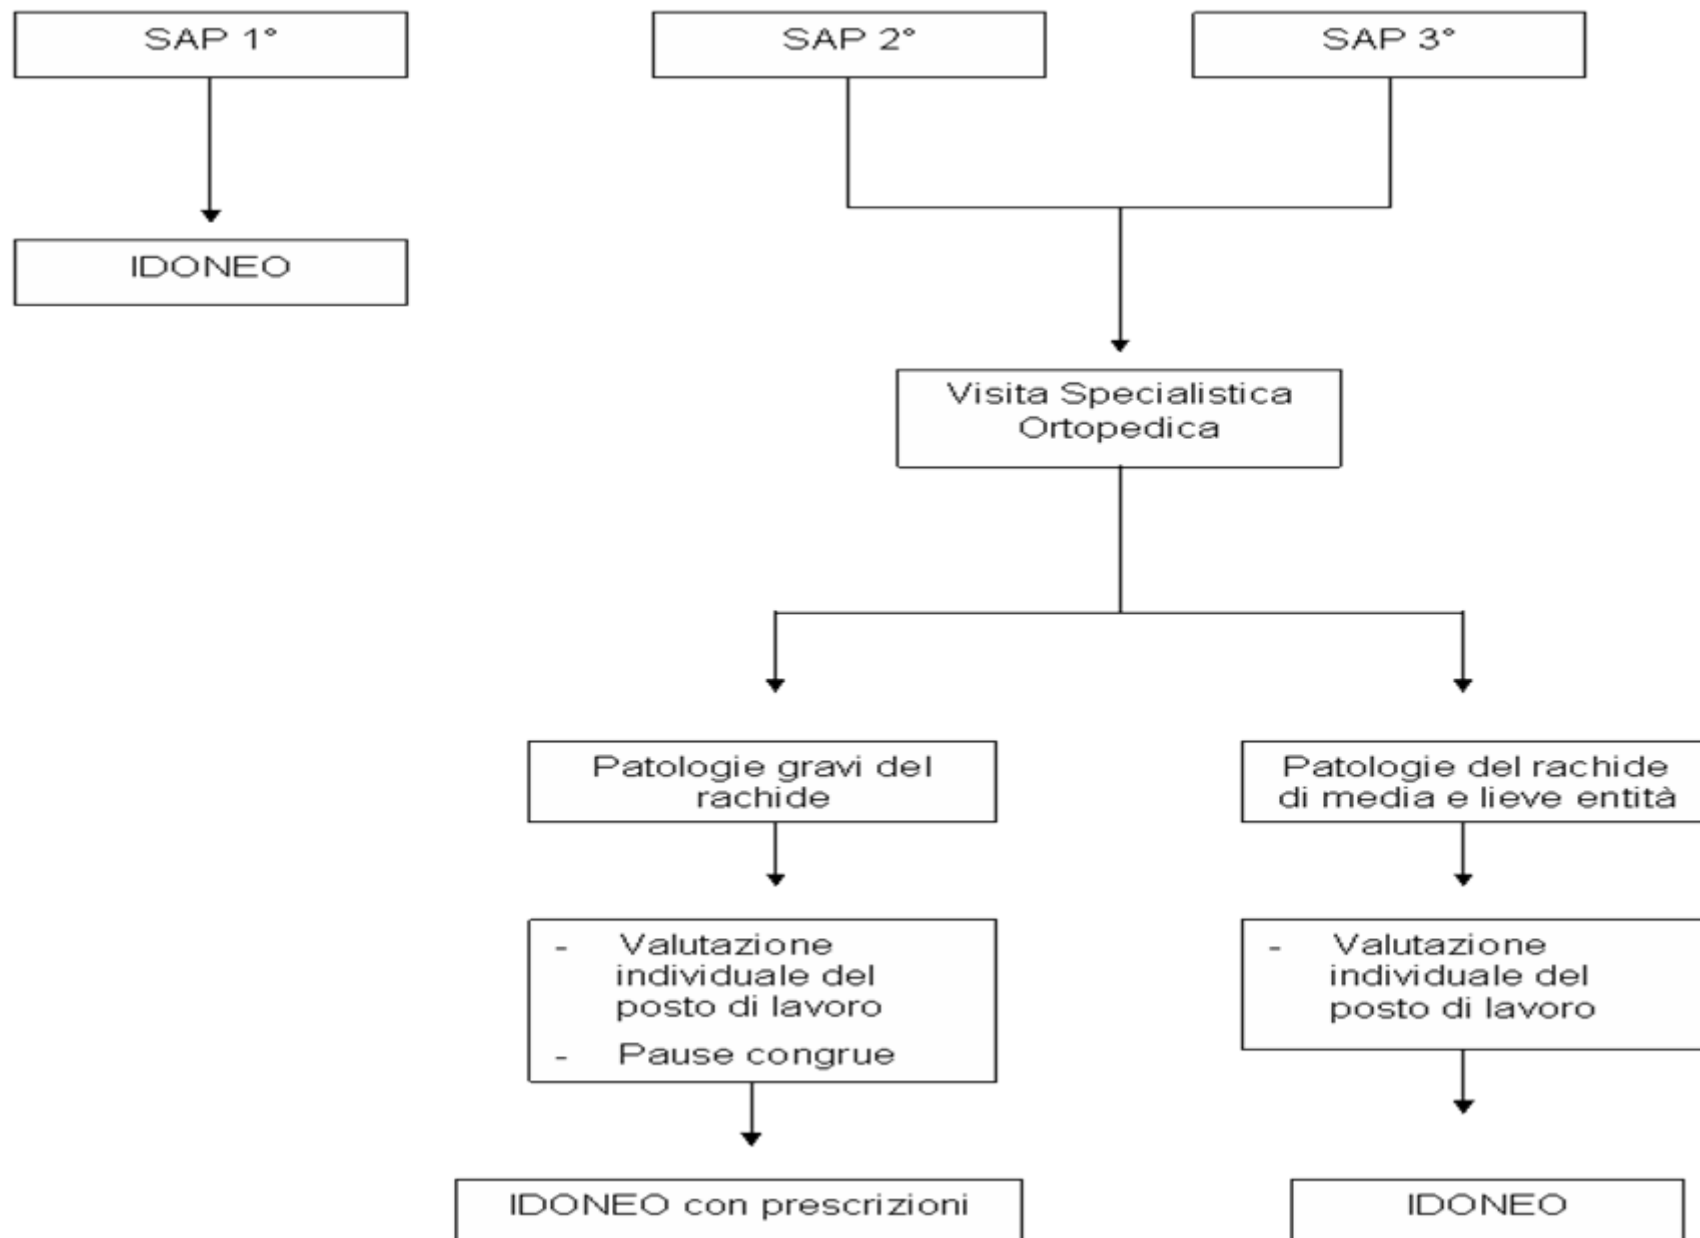 SAP 1°
SAP 2°
SAP 3°
IDONEO
Visita Specialistica
Ortopedica
Patologie gravi del
rachide
Patologie del rachide
di media e lieve entità
- Valutazione
individuale del
posto di lavoro
- Pause congrue
- Valutazione
individuale del
posto di lavoro
IDONEO con prescrizioni
IDONEO